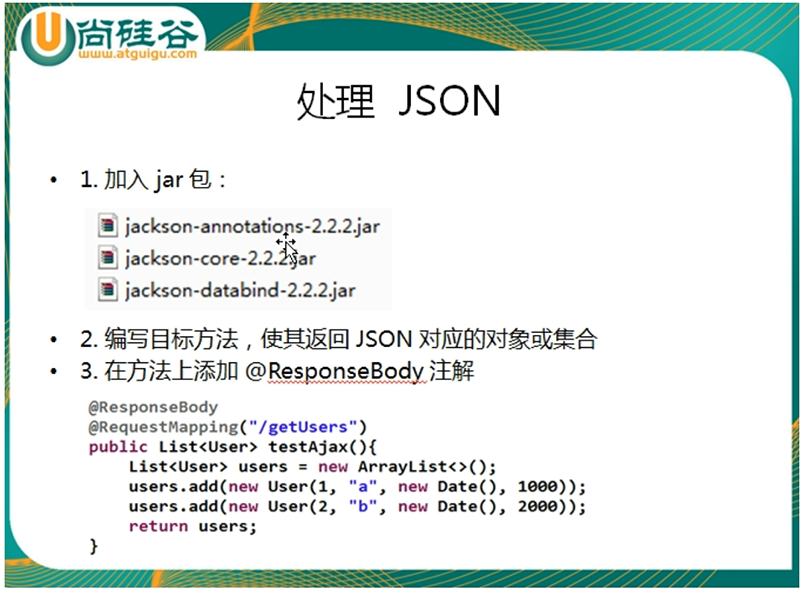 尚硅谷
www.atguigu.com
处理 JSON
• 1. 加入 jar 包：
jackson-annotations-2.2.2.jar
jackson-core-2.2.2.jar
jackson-databind-2.2.2.jar
• 2. 编写目标方法，使其返回 JSON 对应的对象或集合
• 3. 在方法上添加 @ResponseBody 注解
@ResponseBody
@RequestMapping("/getUsers")
public List<User> testAjax(){
    List<User> users = new ArrayList<>();
    users.add(new User(1, "a", new Date(), 1000));
    users.add(new User(2, "b", new Date(), 2000));
    return users;
}